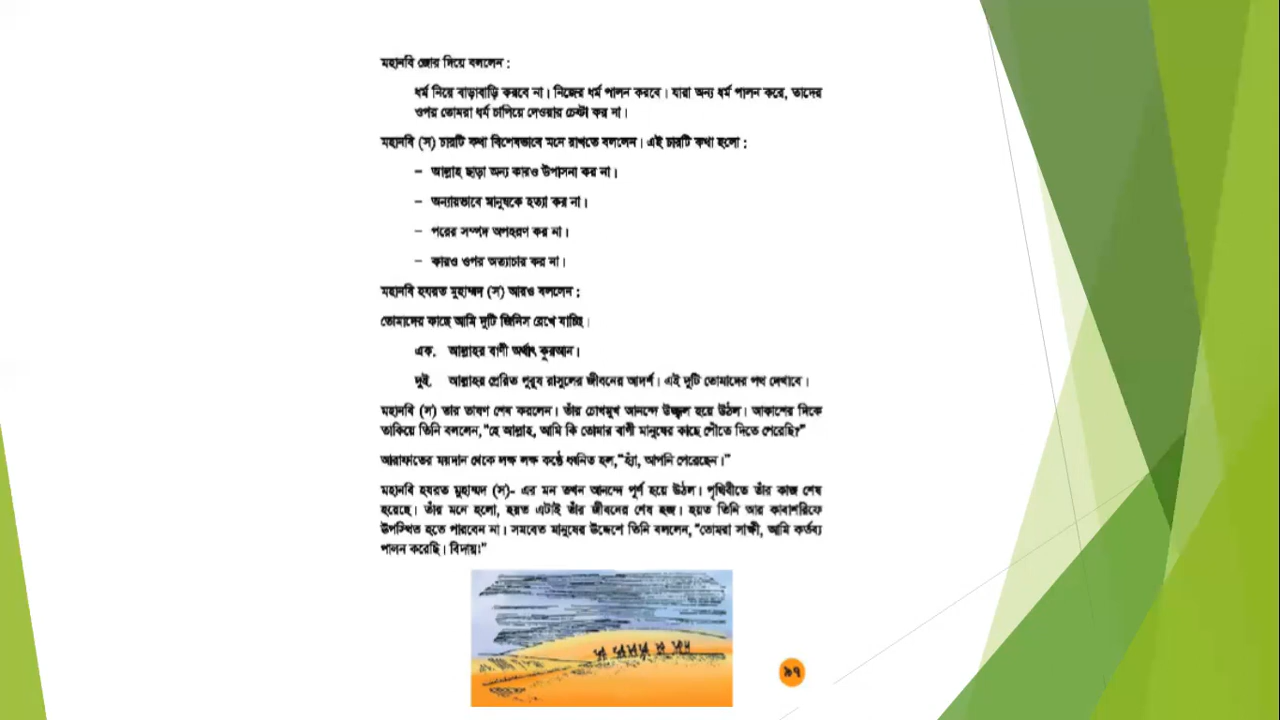 মহানবি জোর দিয়ে বললেন :
ধর্ম নিয়ে বাড়াবাড়ি করবে না। নিজের ধর্ম পালন করবে। যারা অন্য ধর্ম পালন করে, তাদের
ওপর তোমরা ধর্ম চাপিয়ে দেওয়ার চেষ্টা কর না।
মহানবি (স) চারটি কথা বিশেষভাবে মনে রাখতে বললেন। এই চারটি কথা হলো :
– আল্লাহ ছাড়া অন্য কারও উপাসনা কর না।
– অন্যায়ভাবে মানুষকে হত্যা কর না।
– পরের সম্পদ অপহরণ কর না।
– কারও ওপর অত্যাচার কর না।
মহানবি হযরত মুহাম্মদ (স) আরও বললেন :
তোমাদের কাছে আমি দুটি জিনিস রেখে যাচ্ছি।
এক. আল্লাহর বাণী অর্থাৎ কুরআন।
দুই. আল্লাহর প্রেরিত পুরুষ রাসুলের জীবনের আদর্শ। এই দুটি তোমাদের পথ দেখাবে।
মহানবি (স) তার ভাষণ শেষ করলেন। তাঁর চোখমুখ আনন্দে উজ্জ্বল হয়ে উঠল। আকাশের দিকে
তাকিয়ে তিনি বললেন, “হে আল্লাহ, আমি কি তোমার বাণী মানুষের কাছে পৌঁতে দিতে পেরেছি?”
আরাফাতের ময়দান থেকে লক্ষ লক্ষ কণ্ঠে ধ্বনিত হল, “হ্যাঁ, আপনি পেরেছেন।”
মহানবি হযরত মুহাম্মদ (স)- এর মন তখন আনন্দে পূর্ণ হয়ে উঠল। পৃথিবীতে তাঁর কাজ শেষ
হয়েছে। তাঁর মনে হলো, হয়ত এটাই তাঁর জীবনের শেষ হজ। হয়ত তিনি আর কাবাশরিফে
উপস্থিত হতে পারবেন না। সমবেত মানুষের উদ্দেশে তিনি বললেন, “তোমরা সাক্ষী, আমি কর্তব্য
পালন করেছি। বিদায়!”
৯৭